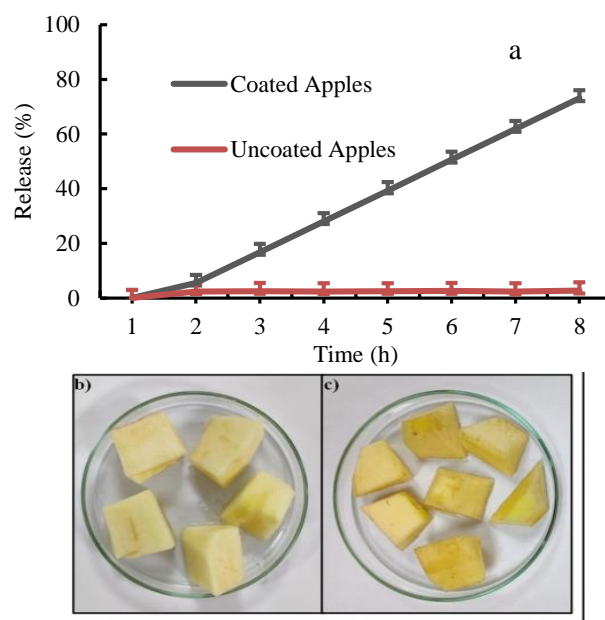 100
a
80
Coated Apples
60
Uncoated Apples
40
20
0
Release (%)
1 2 3 4 5 6 7 8
Time (h)
b)
c)